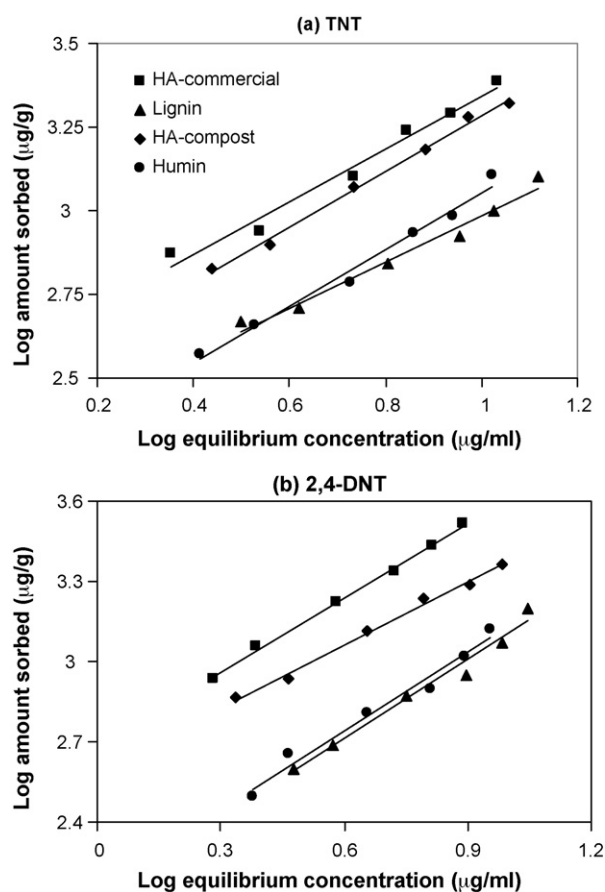 (a) TNT
3.5
3.25
3
2.75
2.5
Log amount sorbed (μg/g)
HA-commercial
Lignin
HA-compost
Humin
0.2
0.4
0.6
0.8
1
1.2
Log equilibrium concentration (μg/ml)
(b) 2,4-DNT
3.6
3.3
3
2.7
2.4
Log amount sorbed (μg/g)
0
0.3
0.6
0.9
1.2
Log equilibrium concentration (μg/ml)